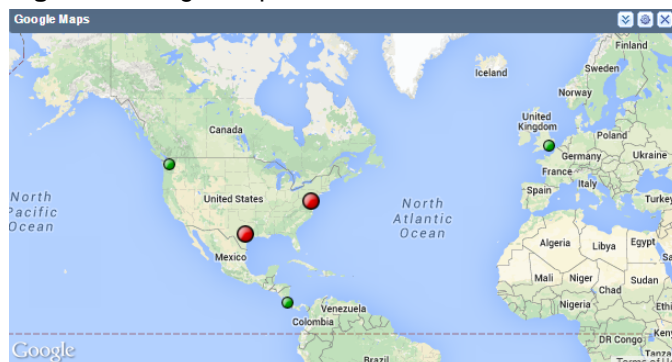 Google Maps
Finland
Iceland
Sweden
Norway
Canada
United
Kingdom
Poland
Germany
Ukraine
France
Italy
Spain
Turkey
North
Pacific
Ocean
United States
North
Atlantic
Ocean
Mexico
Algeria
Libya
Egypt
Mali
Niger
Chad
Sudan
Nigeria
Venezuela
Colombia
DR Congo
Brazil
Google